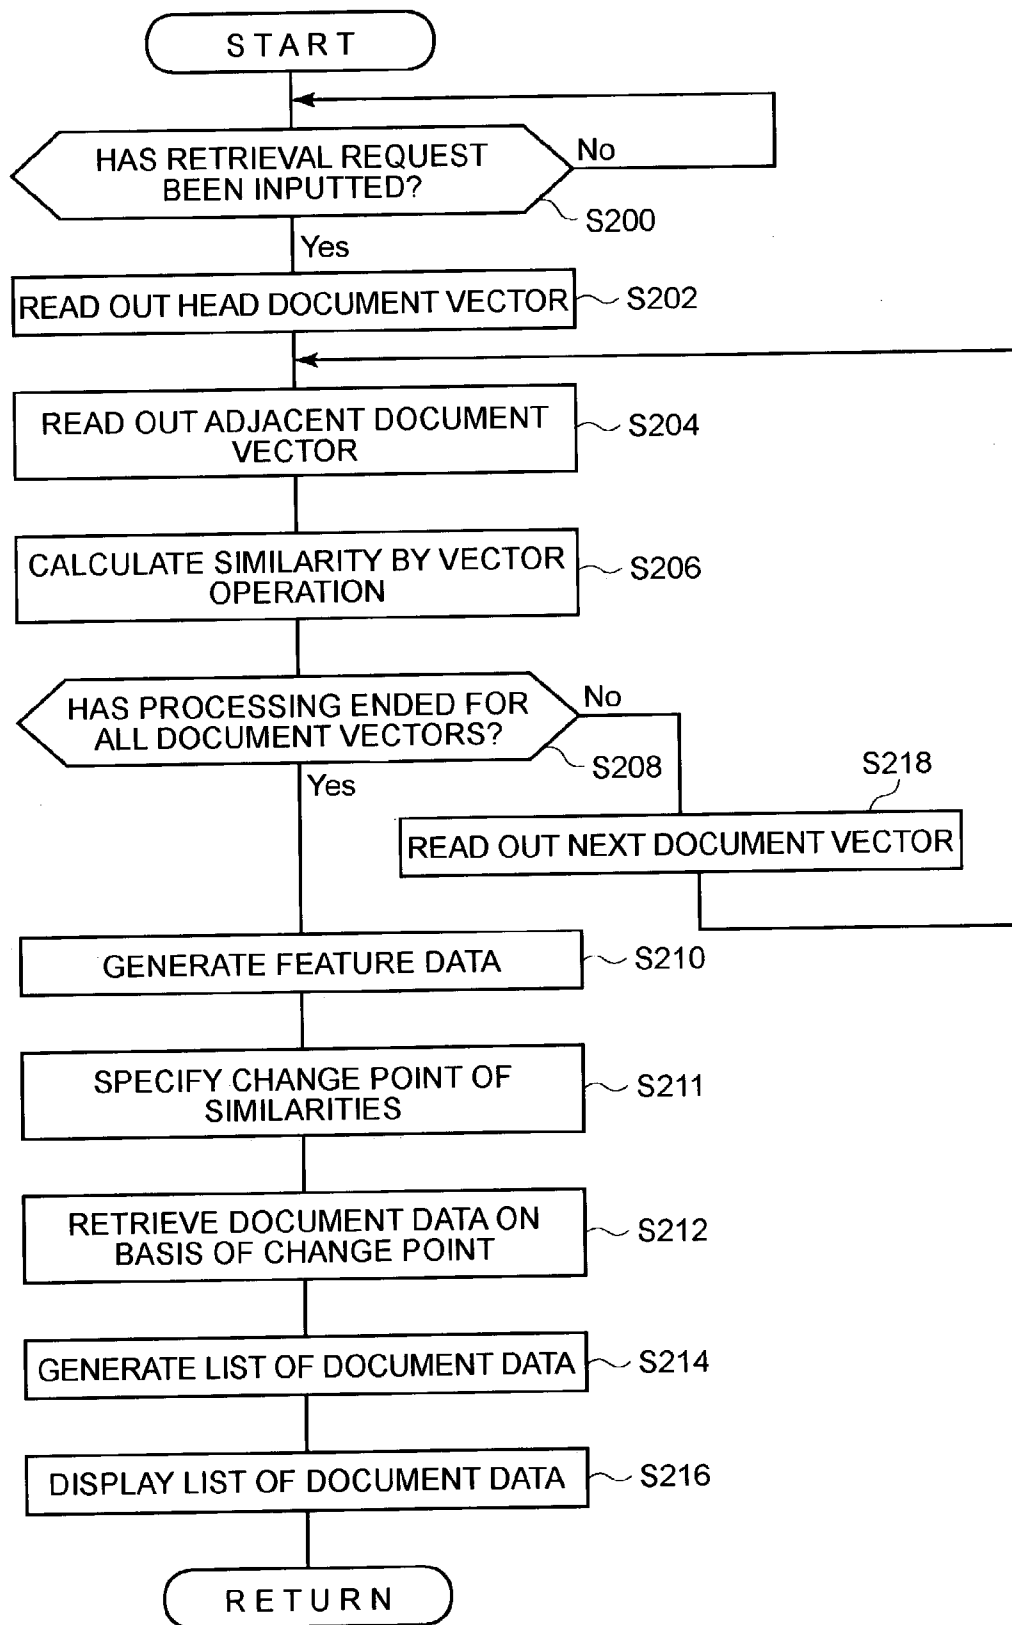 START
HAS RETRIEVAL REQUEST
BEEN INPUTTED?
No
S200
Yes
READ OUT HEAD DOCUMENT VECTOR
S202
READ OUT ADJACENT DOCUMENT
VECTOR
S204
CALCULATE SIMILARITY BY VECTOR
OPERATION
S206
HAS PROCESSING ENDED FOR
ALL DOCUMENT VECTORS?
No
S208
Yes
S218
READ OUT NEXT DOCUMENT VECTOR
GENERATE FEATURE DATA
S210
SPECIFY CHANGE POINT OF
SIMILARITIES
S211
RETRIEVE DOCUMENT DATA ON
BASIS OF CHANGE POINT
S212
GENERATE LIST OF DOCUMENT DATA
S214
DISPLAY LIST OF DOCUMENT DATA
S216
RETURN